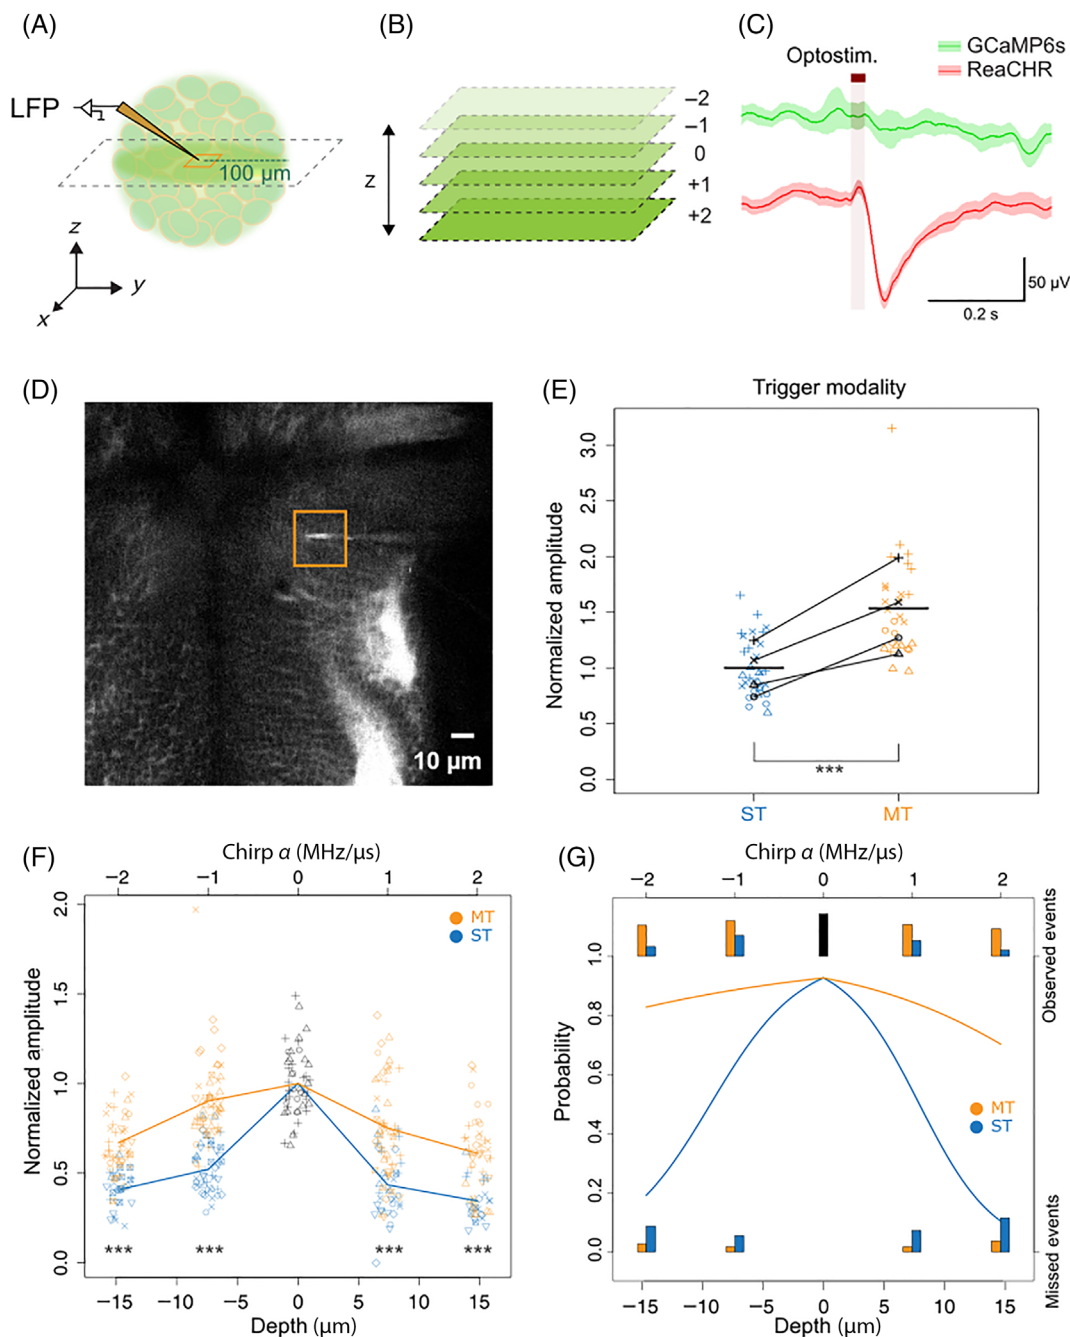 (A)
LFP
100 µm
z
y
x
(B)
z
−2
−1
0
+1
+2
(C)
Optostim.
GCaMP6s
ReaCHR
50 µV
0.2 s
(D)
10 µm
(E)
Trigger modality
Normalized amplitude
3.0
2.5
2.0
1.5
1.0
0.5
0.0
***
ST
MT
(F)
Chirp α (MHz/µs)
−2 −1 0 1 2
MT
ST
Normalized amplitude
2.0
1.5
1.0
0.5
0.0
*** *** *** ***
−15 −10 −5 0 5 10 15
Depth (µm)
(G)
Chirp α (MHz/µs)
−2 −1 0 1 2
Observed events
Missed events
Probability
1.0
0.8
0.6
0.4
0.2
0.0
MT
ST
−15 −10 −5 0 5 10 15
Depth (µm)